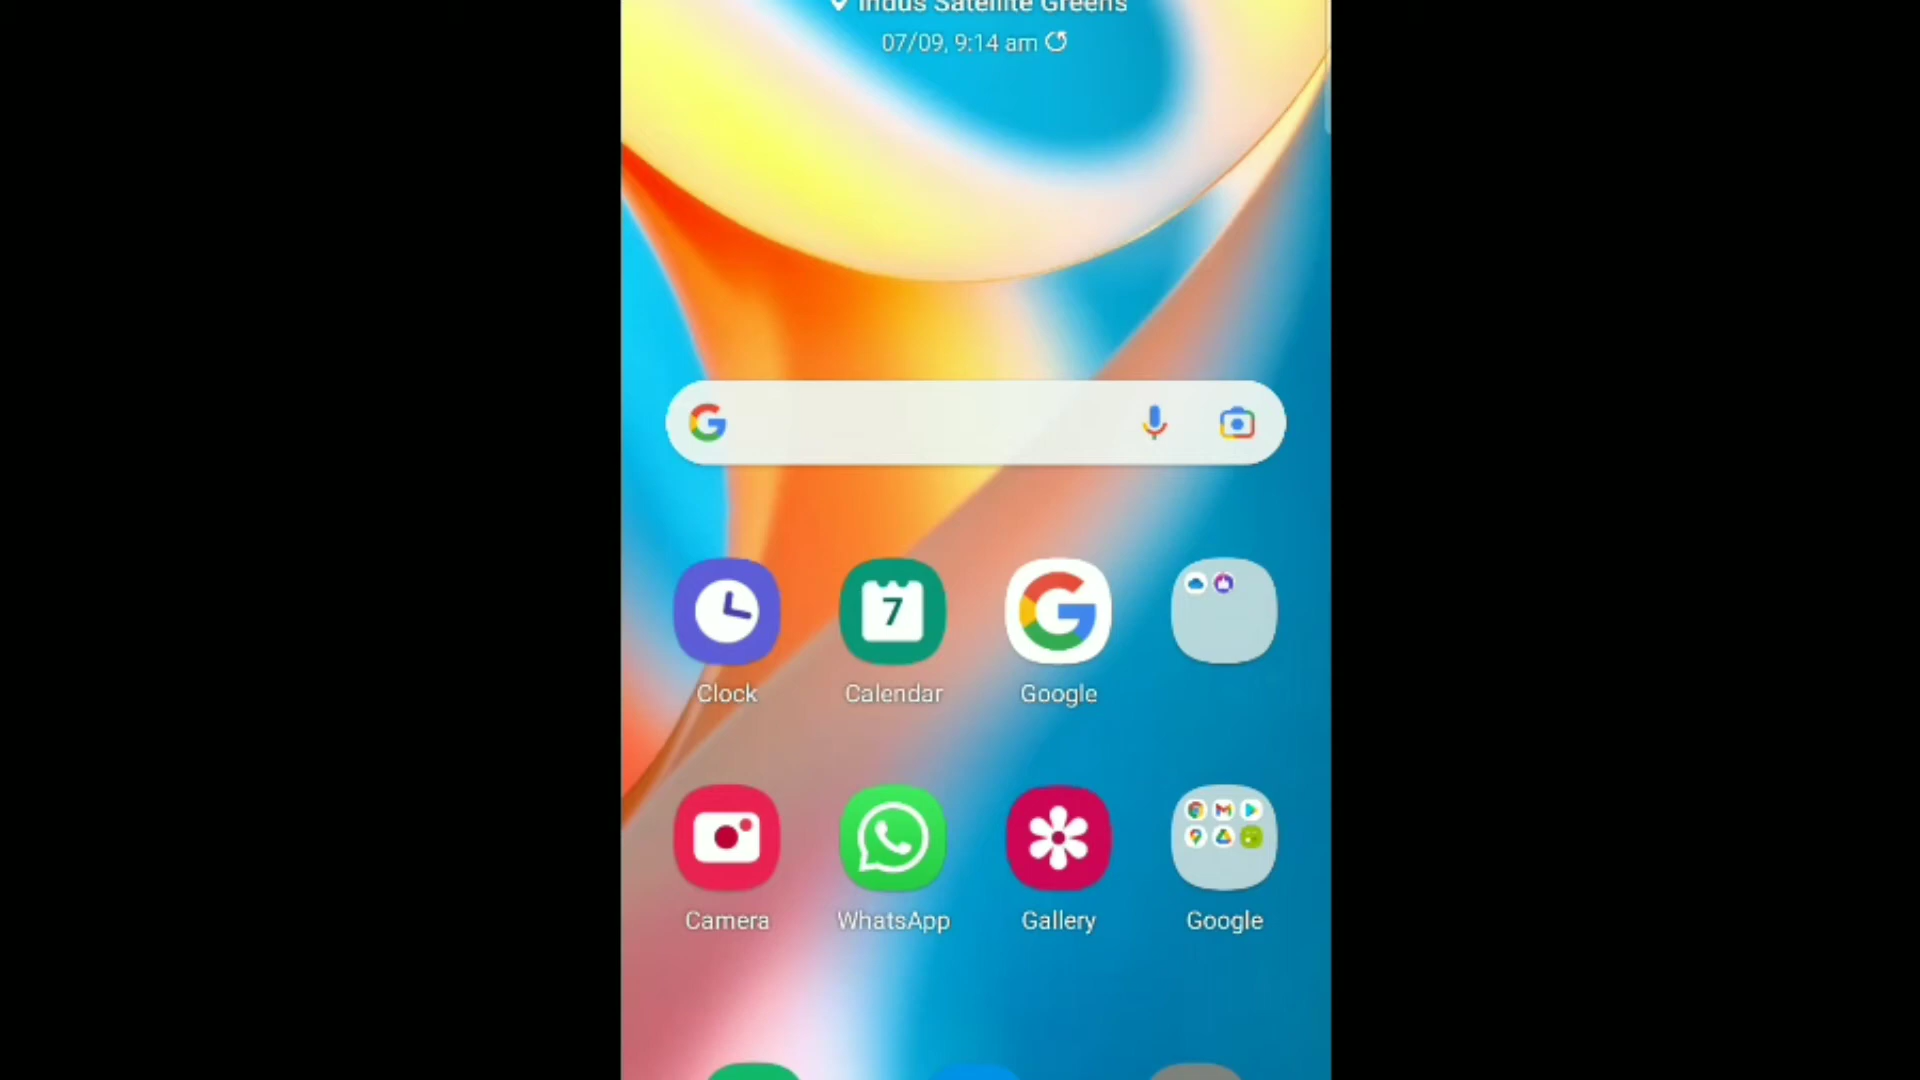 Indus Satellite Greens
07/09, 9:14 am
7
Clock
Calendar
Google
Camera
WhatsApp
Gallery
Google